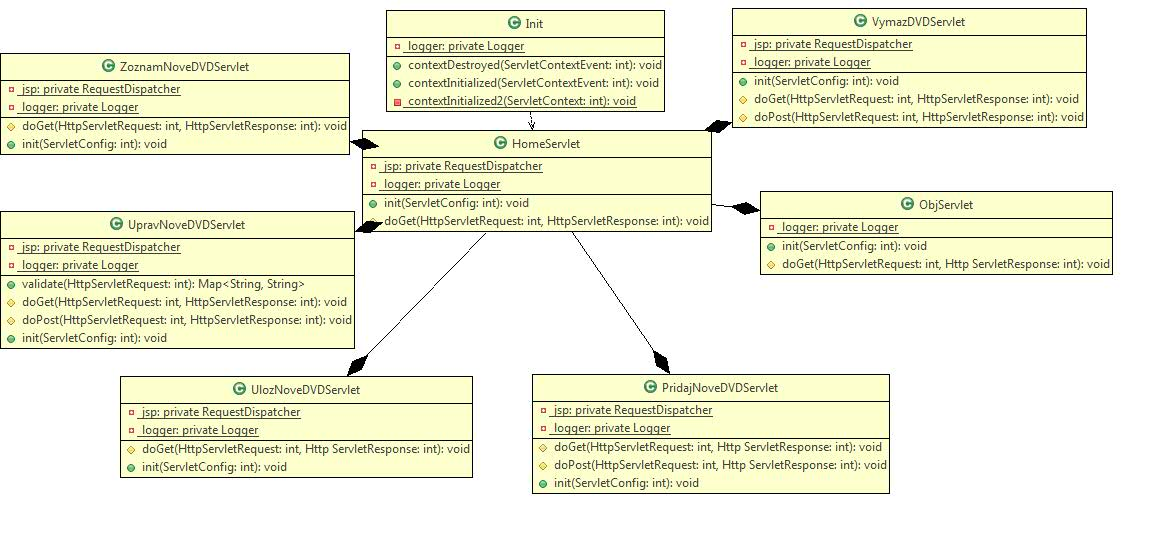 Init
logger: private Logger
contextDestroyed(ServletContextEvent: int): void
contextInitialized(ServletContextEvent: int): void
contextInitialized2(ServletContext: int): void
VymazDVDServlet
jsp: private RequestDispatcher
logger: private Logger
init(ServletConfig: int): void
doGet(HttpServletRequest: int, HttpServletResponse: int): void
doPost(HttpServletRequest: int, HttpServletResponse: int): void
ZoznamNoveDVDServlet
jsp: private RequestDispatcher
logger: private Logger
doGet(HttpServletRequest: int, HttpServletResponse: int): void
init(ServletConfig: int): void
HomeServlet
jsp: private RequestDispatcher
logger: private Logger
init(ServletConfig: int): void
doGet(HttpServletRequest: int, HttpServletResponse: int): void
ObjServlet
logger: private Logger
init(ServletConfig: int): void
doGet(HttpServletRequest: int, Http ServletResponse: int): void
UpravNoveDVDServlet
jsp: private RequestDispatcher
logger: private Logger
validate(HttpServletRequest: int): Map<String, String>
doGet(HttpServletRequest: int, HttpServletResponse: int): void
doPost(HttpServletRequest: int, HttpServletResponse: int): void
init(ServletConfig: int): void
UlozNoveDVDServlet
jsp: private RequestDispatcher
logger: private Logger
doGet(HttpServletRequest: int, Http ServletResponse: int): void
init(ServletConfig: int): void
PridajNoveDVDServlet
jsp: private RequestDispatcher
logger: private Logger
doGet(HttpServletRequest: int, Http ServletResponse: int): void
doPost(HttpServletRequest: int, Http ServletResponse: int): void
init(ServletConfig: int): void